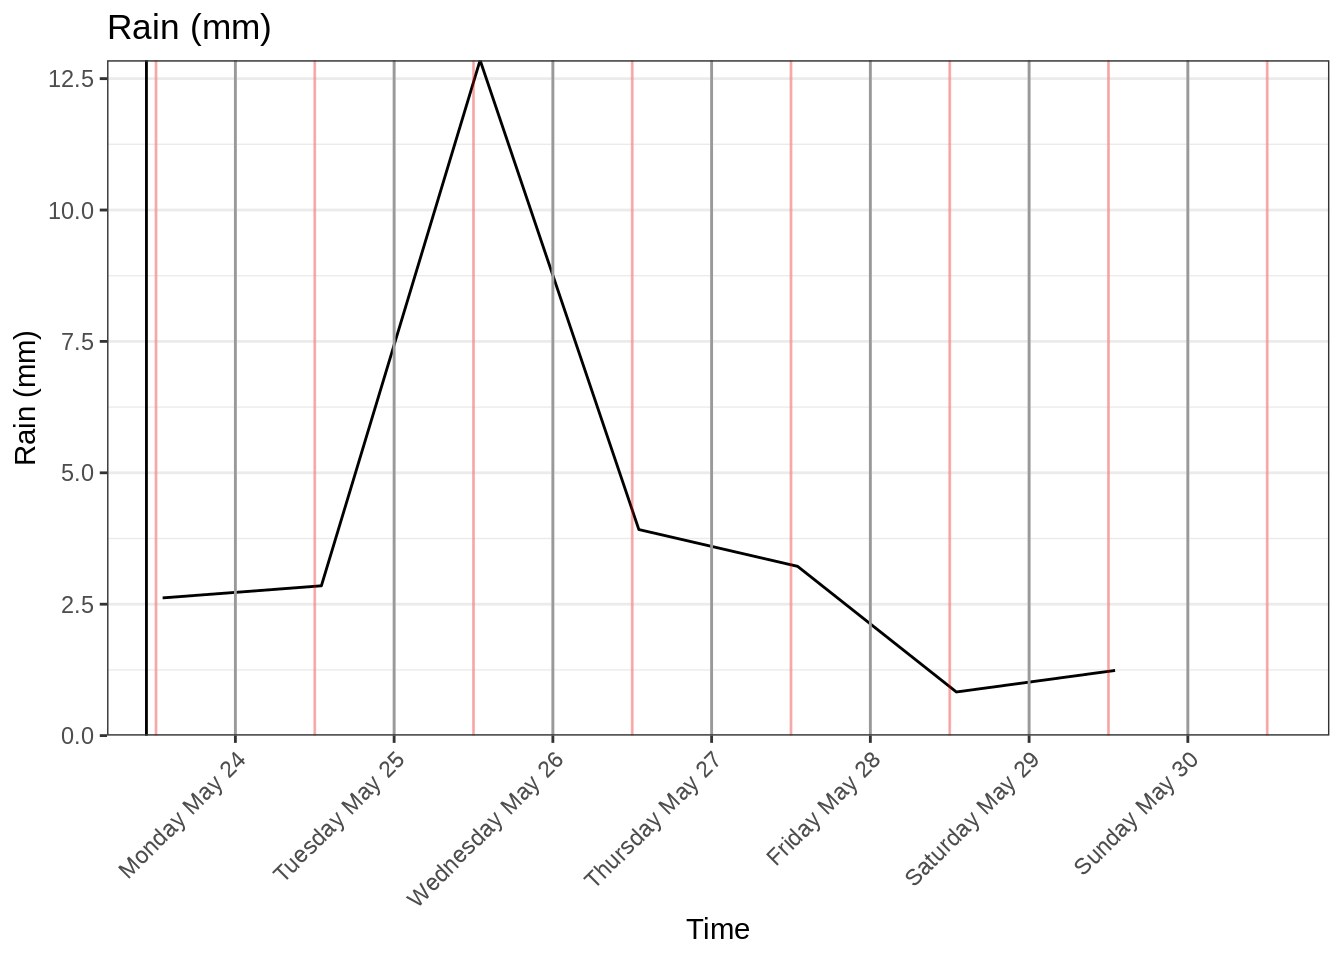 Rain (mm)
12.5
10.0
7.5
5.0
2.5
0.0
Rain (mm)
Monday May 24
Tuesday May 25
Wednesday May 26
Thursday May 27
Friday May 28
Saturday May 29
Sunday May 30
Time